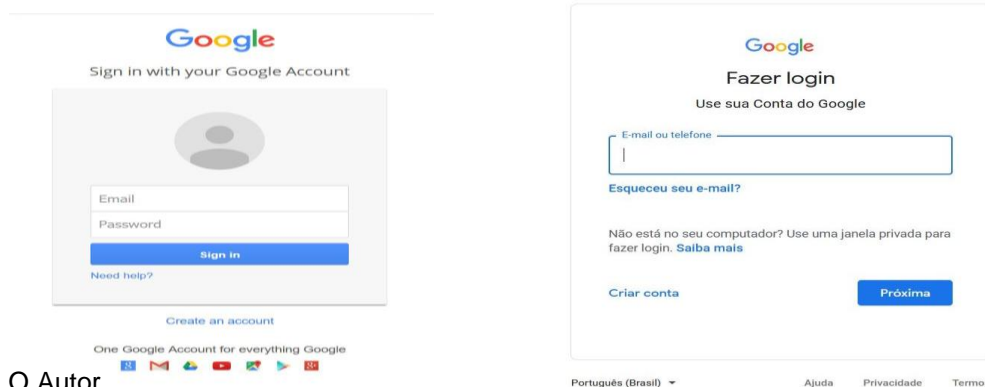 Google
Sign in with your Google Account
Email
Password
Sign in
Need help?
Create an account
One Google Account for everything Google
O Autor
Google
Fazer login
Use sua Conta do Google
E-mail ou telefone
Esqueceu seu e-mail?
Não está no seu computador? Use uma janela privada para
fazer login. Saiba mais
Criar conta
Próxima
Português (Brasil)
Ajuda Privacidade Termo